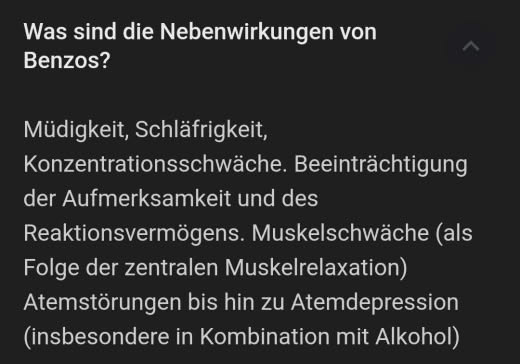 Was sind die Nebenwirkungen von
Benzos?
Müdigkeit, Schläfrigkeit,
Konzentrationsschwäche. Beeinträchtigung
der Aufmerksamkeit und des
Reaktionsvermögens. Muskelschwäche (als
Folge der zentralen Muskelrelaxation)
Atemstörungen bis hin zu Atemdepression
(insbesondere in Kombination mit Alkohol)